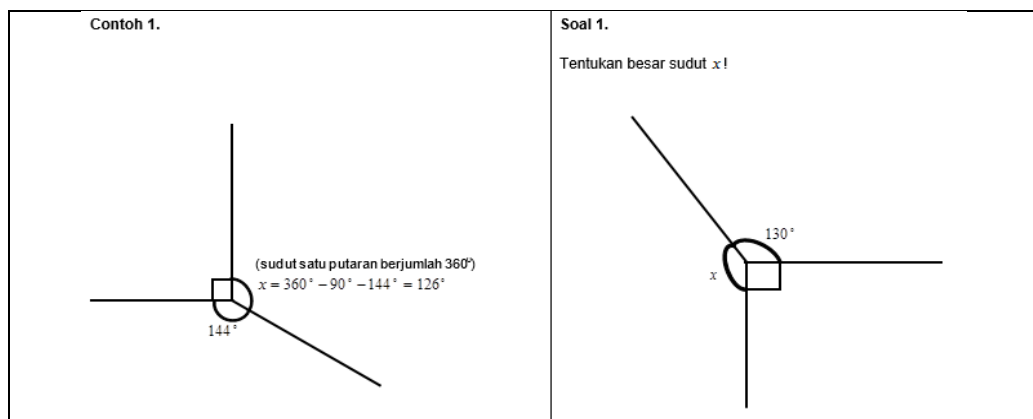 Contoh 1.
(sudut satu putaran berjumlah 360°)
x = 360° − 90° − 144° = 126°
144°
Soal 1.
Tentukan besar sudut x!
130°
x